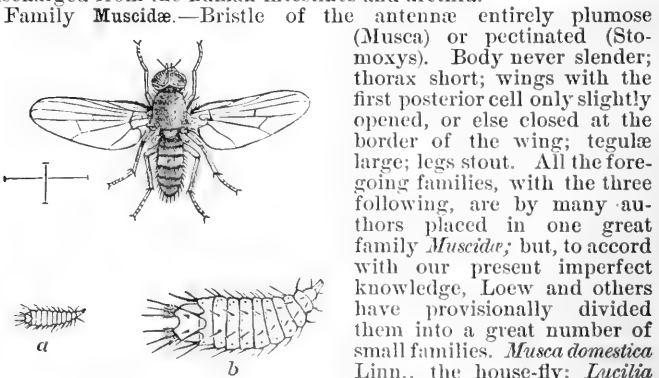 Family Muscidæ.—Bristle of the antennæ entirely plumose
(Musca) or pectinated (Sto-
moxys). Body never slender;
thorax short; wings with the
first posterior cell only slightly
opened, or else closed at the
border of the wing; tegulæ
large; legs stout. All the fore-
going families, with the three
following, are by many au-
thors placed in one great
family Muscidæ; but, to accord
with our present imperfect
knowledge, Loew and others
have provisionally divided
them into a great number of
small families. Musca domestica
Linn., the house-fly; Lucilia
a
b